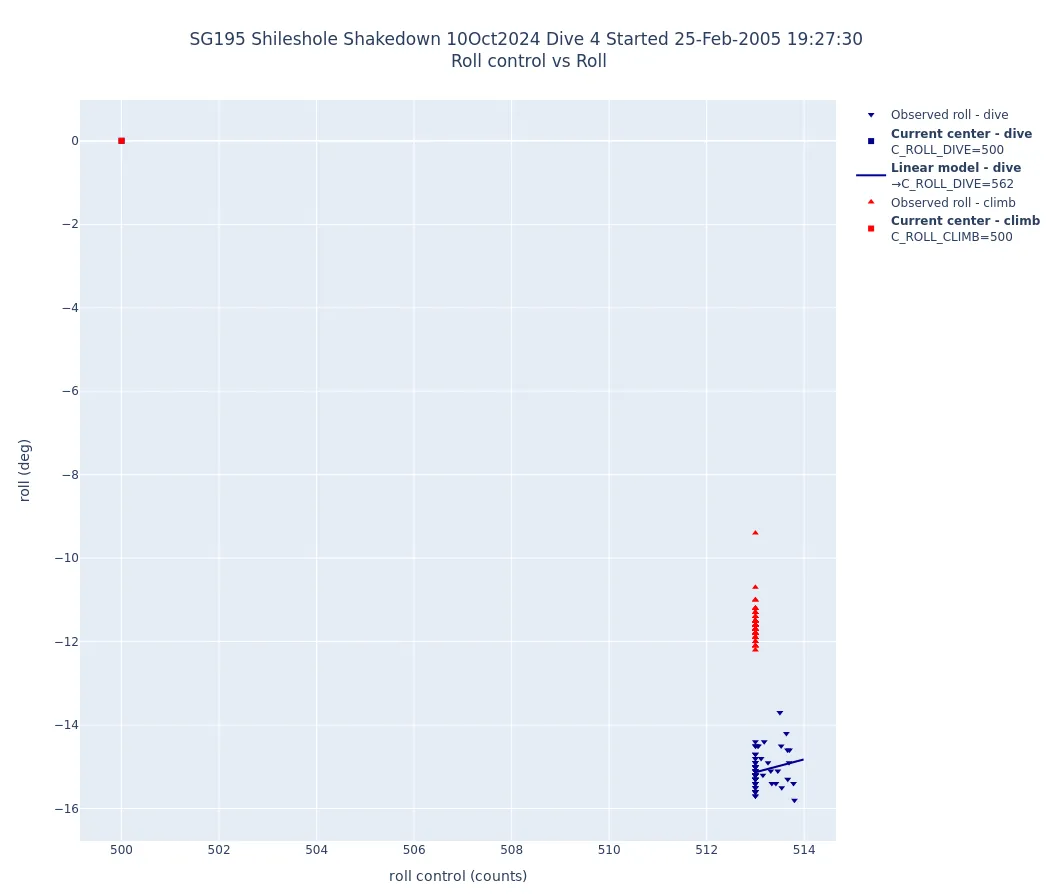 SG195 Shileshole Shakedown 10Oct2024 Dive 4 Started 25-Feb-2005 19:27:30
Roll control vs Roll
Observed roll - dive
Current center - dive
C_ROLL_DIVE=500
Linear model - dive
→C_ROLL_DIVE=562
Observed roll - climb
Current center - climb
C_ROLL_CLIMB=500
roll (deg)
0
−2
−4
−6
−8
−10
−12
−14
−16
500
502
504
506
508
510
512
514
roll control (counts)